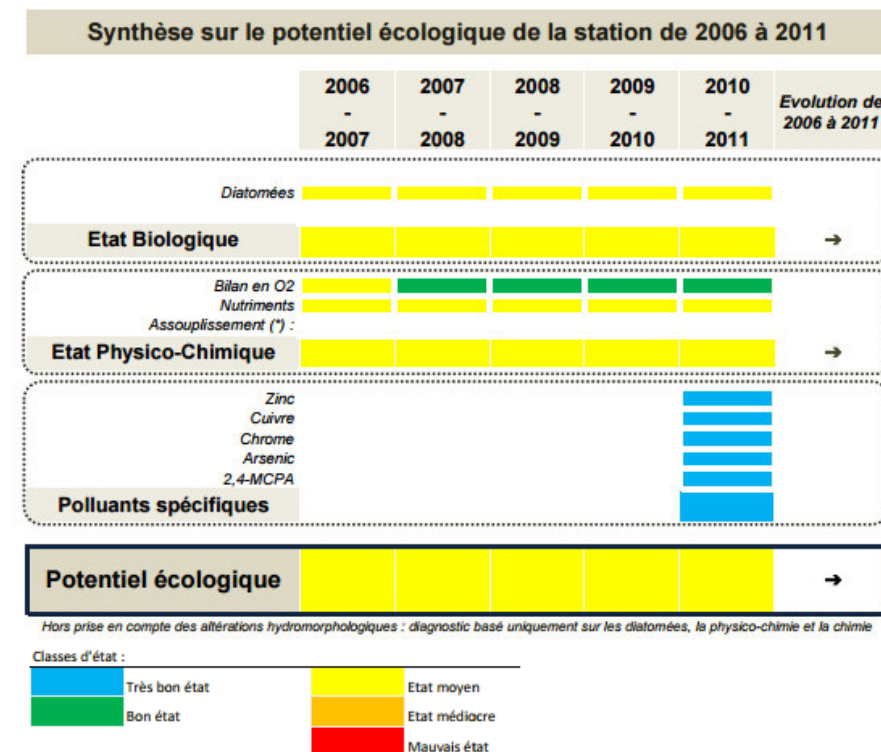 Synthèse sur le potentiel écologique de la station de 2006 à 2011
2006 - 2007
2007 - 2008
2008 - 2009
2009 - 2010
2010 - 2011
Evolution de 2006 à 2011
Diatomées
Etat Biologique ➔
Bilan en O2
Nutriments
Assouplissement (*) :
Etat Physico-Chimique ➔
Zinc
Cuivre
Chrome
Arsenic
2,4-MCPA
Polluants spécifiques
Potentiel écologique ➔
Hors prise en compte des altérations hydromorphologiques : diagnostic basé uniquement sur les diatomées, la physico-chimie et la chimie
Classes d'état :
Très bon état
Bon état
Etat moyen
Etat médiocre
Mauvais état